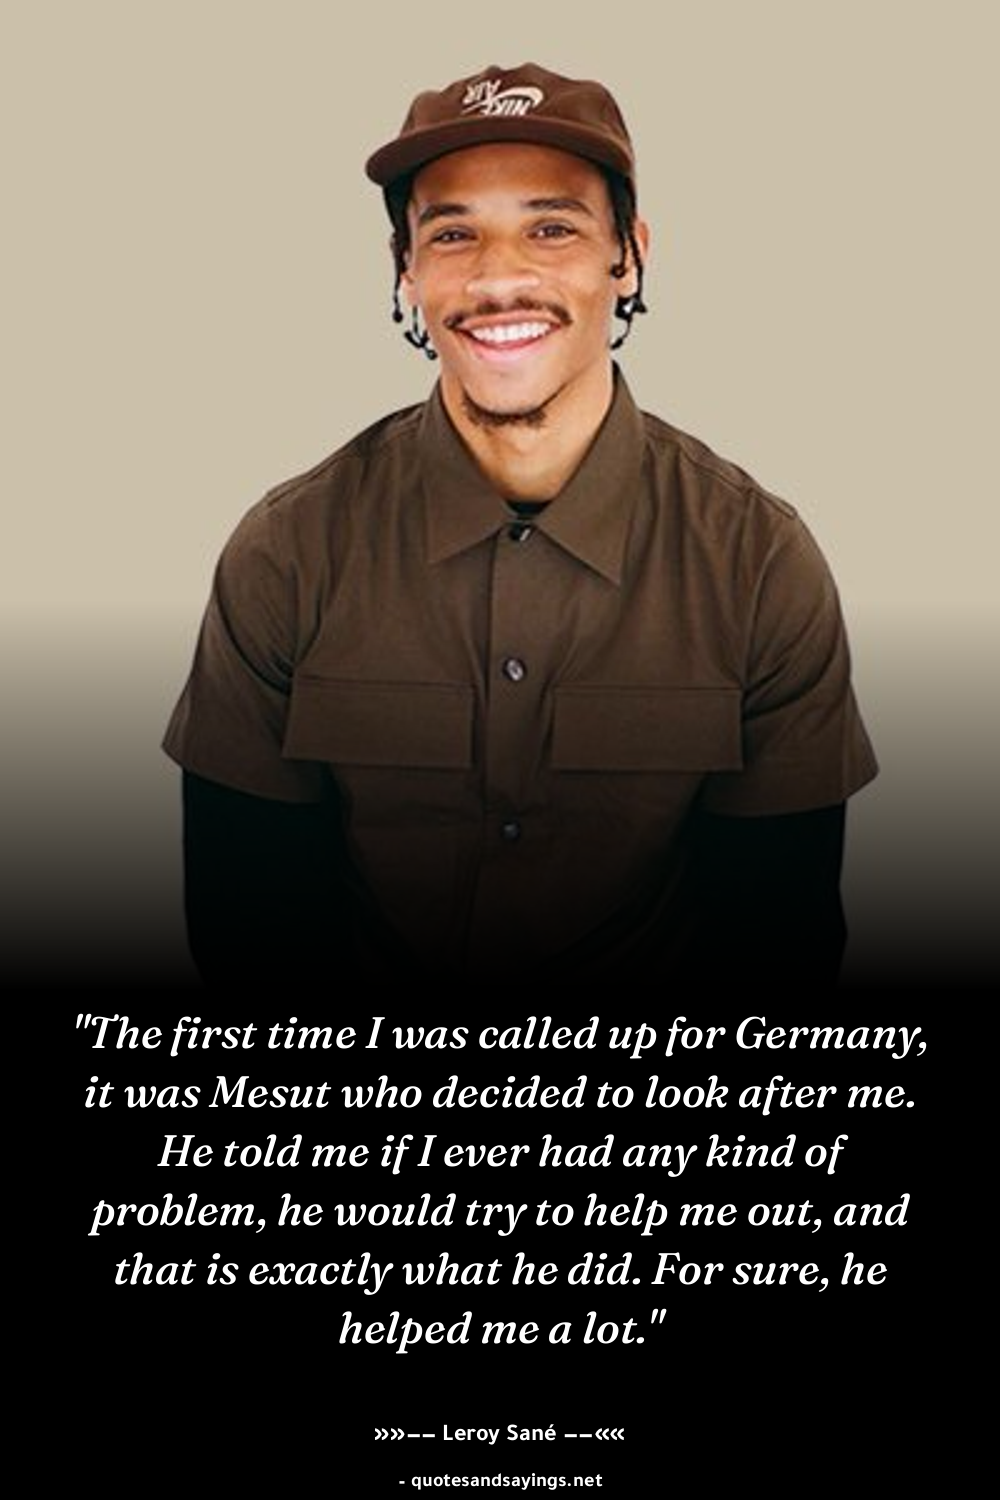 AIR
NIKE
"The first time I was called up for Germany,
it was Mesut who decided to look after me.
He told me if I ever had any kind of
problem, he would try to help me out, and
that is exactly what he did. For sure, he
helped me a lot."
»»–– Leroy Sané ––««
- quotesandsayings.net